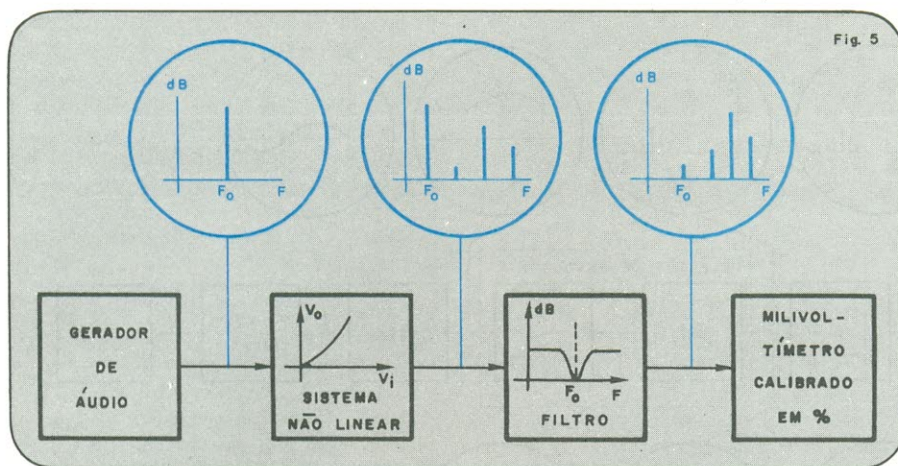 Fig. 5
dB
F₀ F
dB
F₀ F
dB
F₀ F
GERADOR
DE
ÁUDIO
V₀
Vᵢ
SISTEMA
NÃO LINEAR
dB
F₀ F
FILTRO
MILIVOL-
TÍMETRO
CALIBRADO
EM %